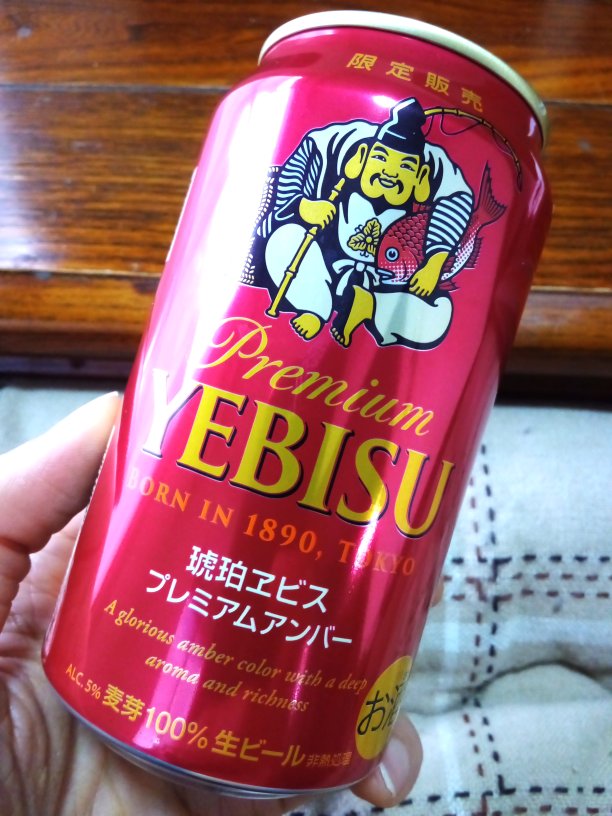 限定販売
Premium
YEBISU
BORN IN 1890, TOKYO
琥珀ヱビス
プレミアムアンバー
A glorious amber color with a deep
aroma and richness
ALC.5% 麦芽100% 生ビール 非熱処理
お酒